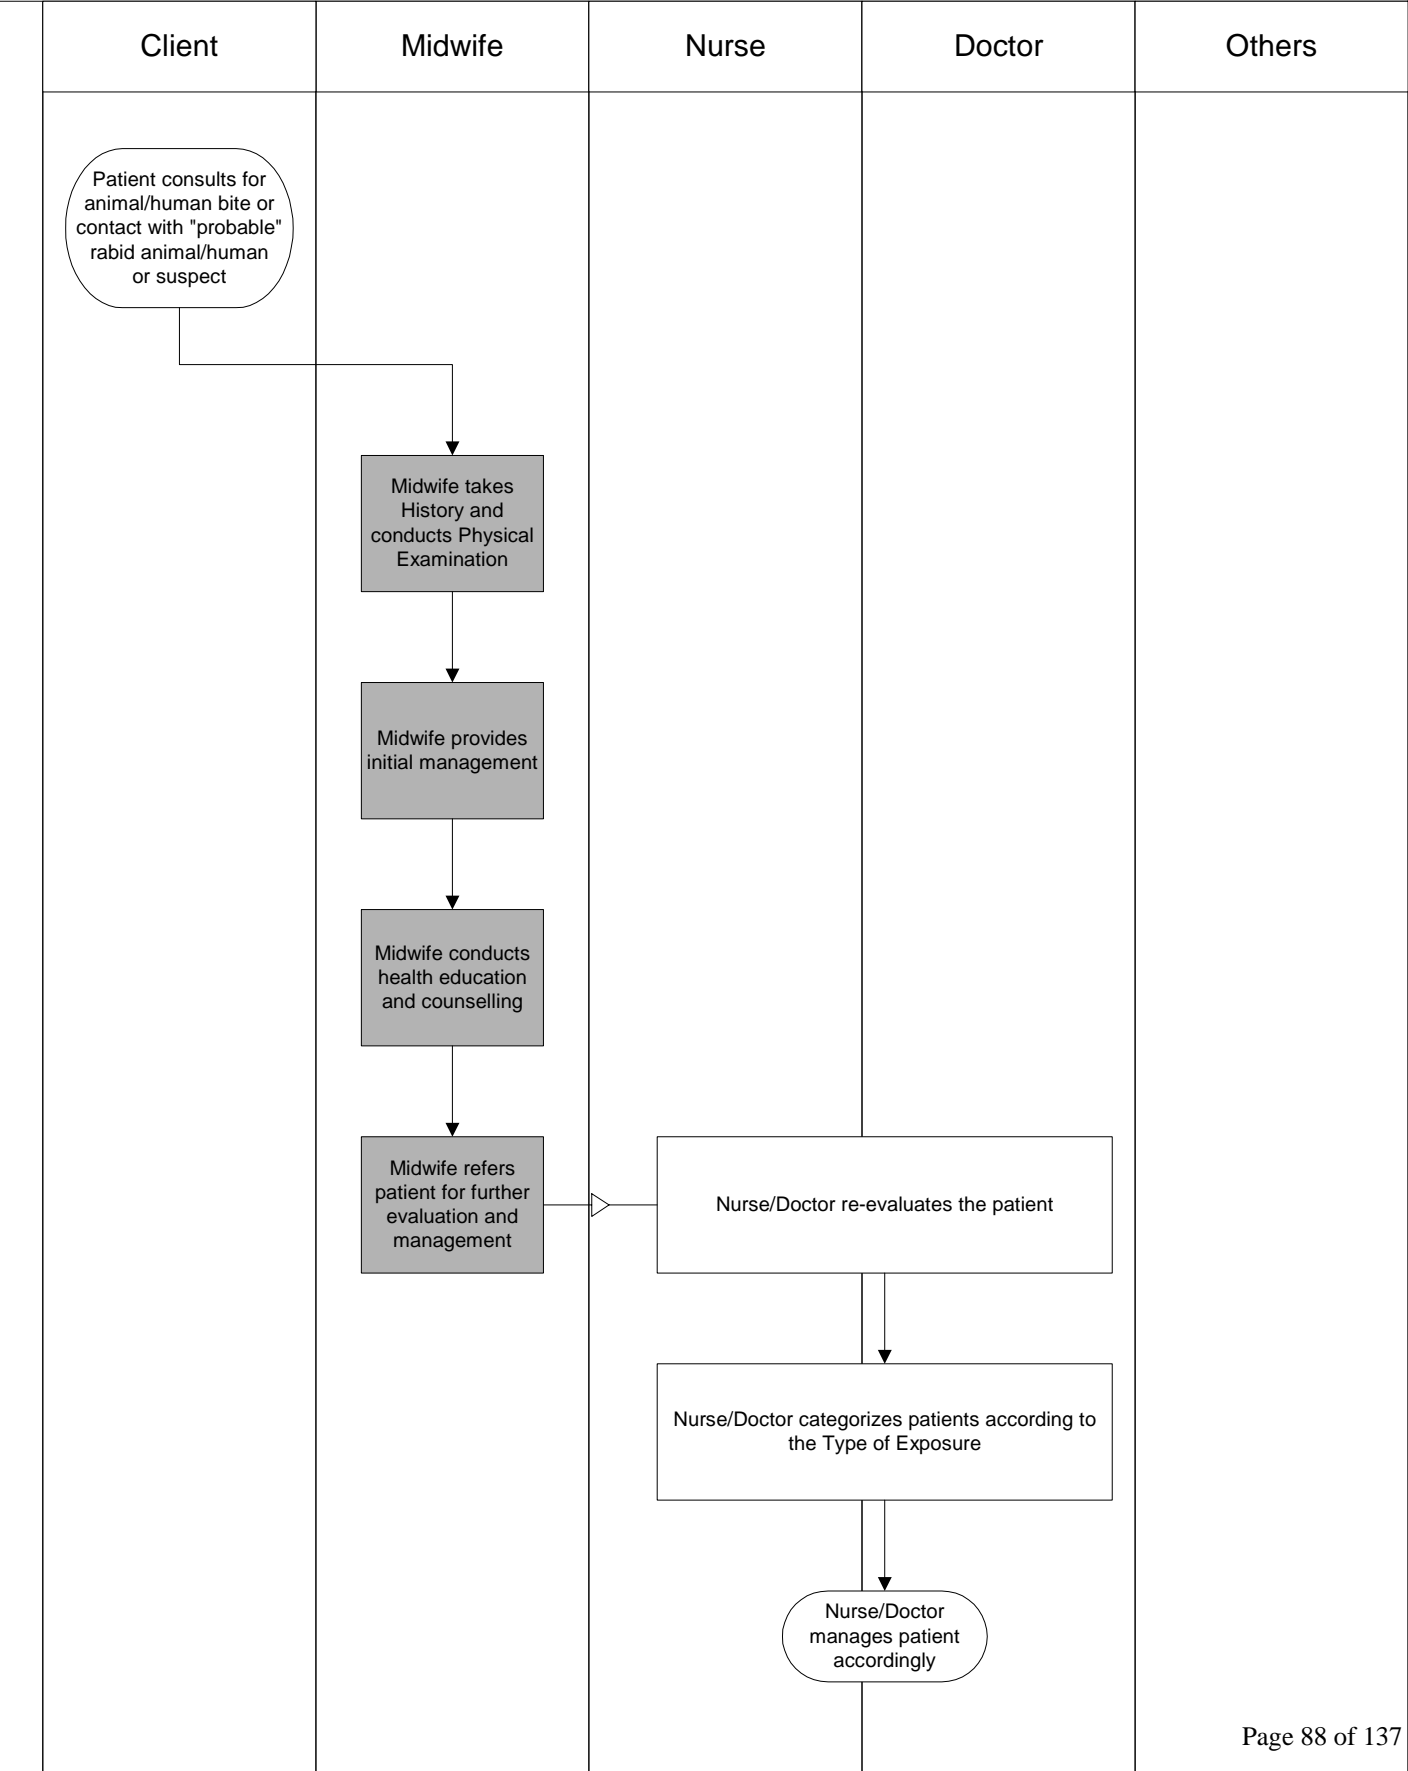 Client
Midwife
Nurse
Doctor
Others
Patient consults for
animal/human bite or
contact with "probable"
rabid animal/human
or suspect
Midwife takes
History and
conducts Physical
Examination
Midwife provides
initial management
Midwife conducts
health education
and counselling
Midwife refers
patient for further
evaluation and
management
Nurse/Doctor re-evaluates the patient
Nurse/Doctor categorizes patients according to
the Type of Exposure
Nurse/Doctor
manages patient
accordingly
Page 88 of 137